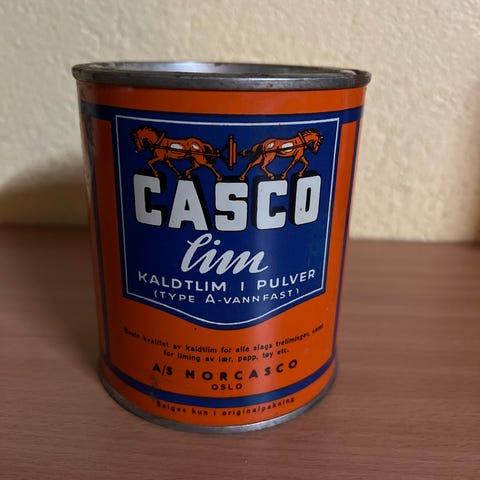 CASCO
lim
KALDTLIM I PULVER
(TYPE A-VANNFAST)
Beste kvalitet av kaldtlim for alle slags treliminger, samt
for liming av lær, papp, tøy etc.
A/S NORCASCO
OSLO
Selges kun i originalpakning